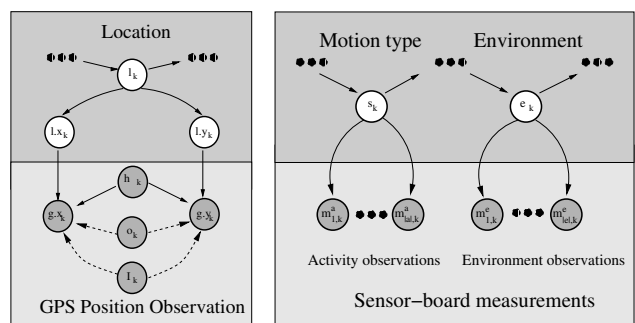 Location
l_k
l.x_k
l.y_k
h_k
g.x_k
g.y_k
o_k
I_k
GPS Position Observation
Motion type
Environment
s_k
e_k
m^a_{1,k}
m^a_{|a|,k}
m^e_{1,k}
m^e_{|e|,k}
Activity observations
Environment observations
Sensor−board measurements